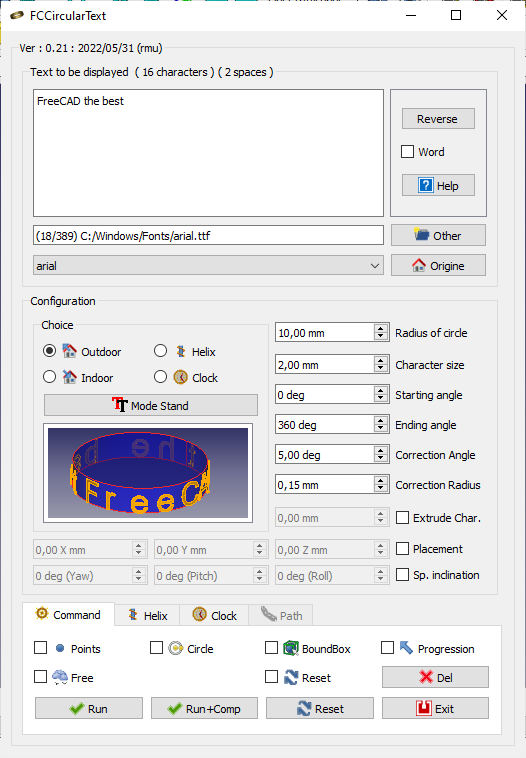 FCCircularText
Ver : 0.21 : 2022/05/31 (rmu)
Text to be displayed ( 16 characters ) ( 2 spaces )
FreeCAD the best
Reverse
Word
Help
(18/389) C:/Windows/Fonts/arial.ttf
Other
arial
Origine
Configuration
Choice
10,00 mm Radius of circle
Outdoor Helix
2,00 mm Character size
Indoor Clock
0 deg Starting angle
Mode Stand
360 deg Ending angle
5,00 deg Correction Angle
FreeCA
0,15 mm Correction Radius
0,00 mm Extrude Char.
0,00 X mm 0,00 Y mm 0,00 Z mm Placement
0 deg (Yaw) 0 deg (Pitch) 0 deg (Roll) Sp. inclination
Command Helix Clock Path
Points Circle BoundBox Progression
Free Reset Del
Run Run+Comp Reset Exit